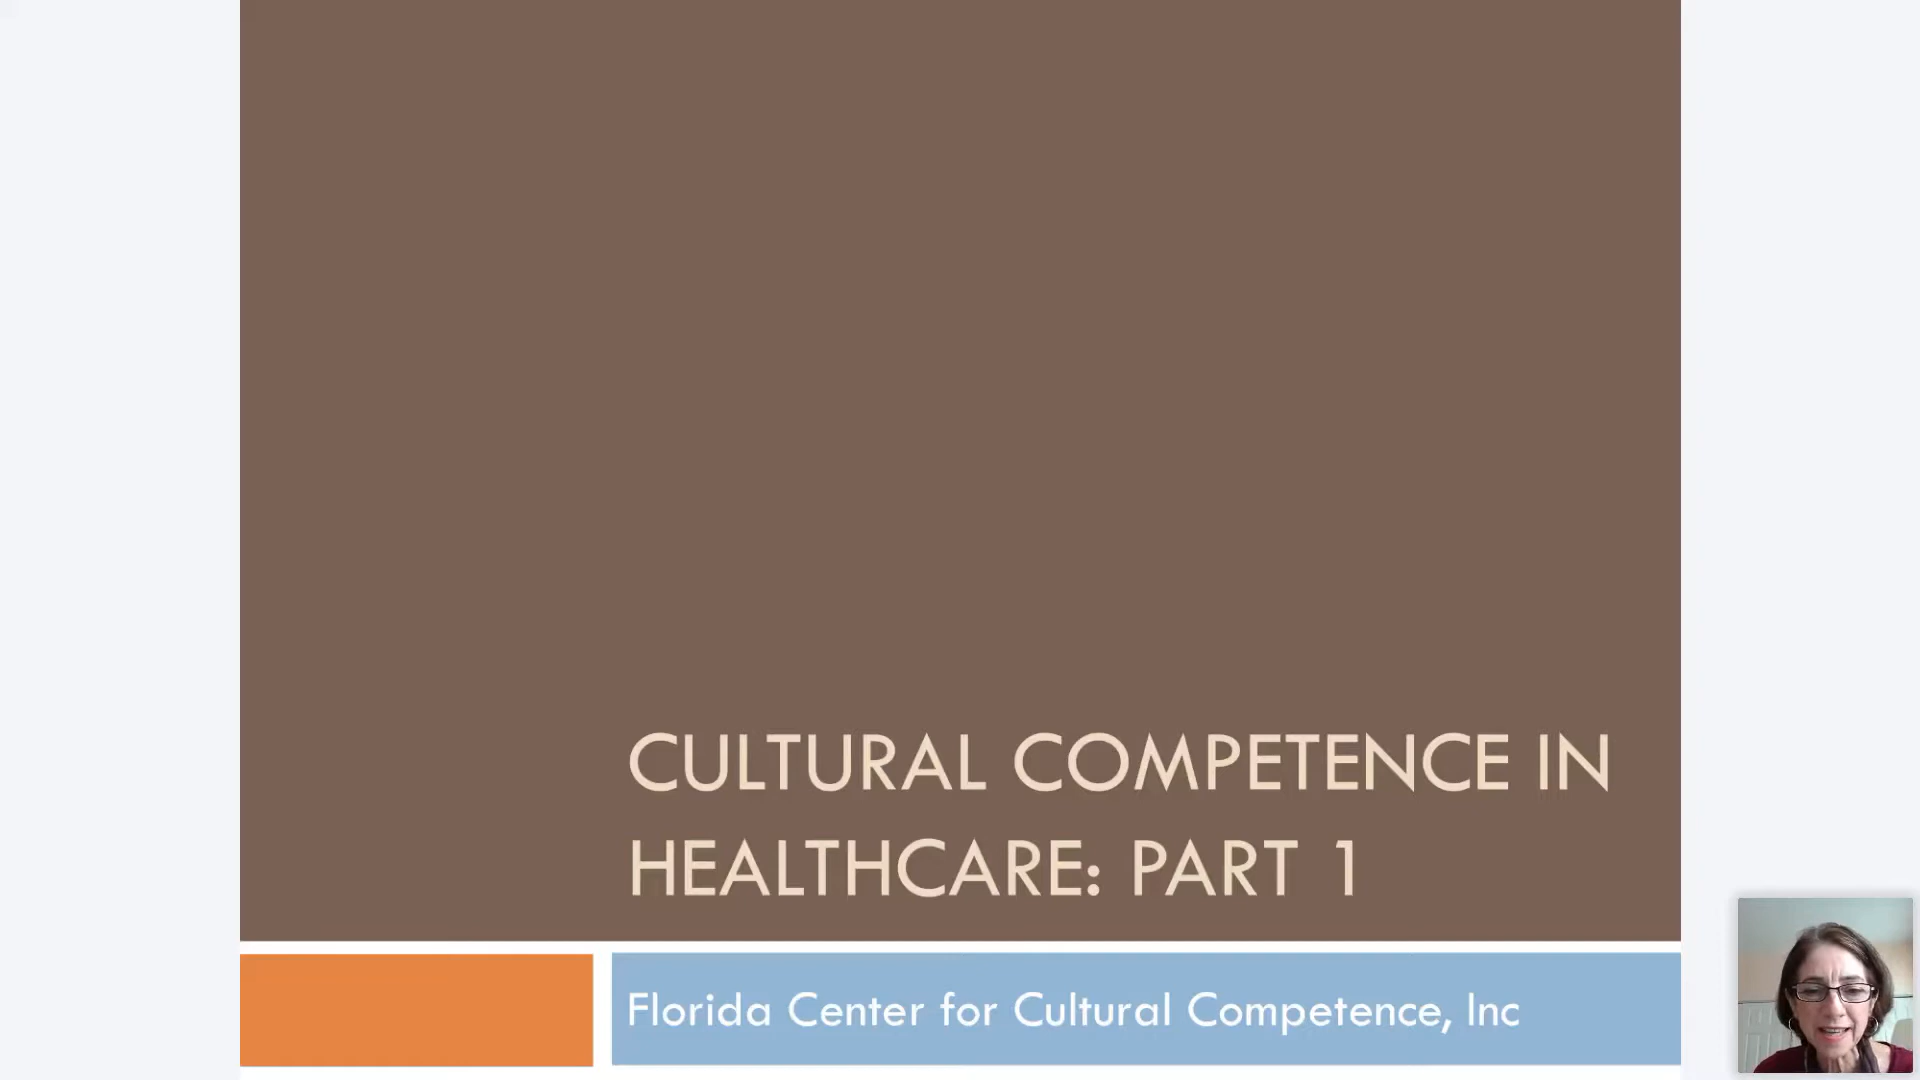 CULTURAL COMPETENCE IN
HEALTHCARE: PART 1
Florida Center for Cultural Competence, Inc